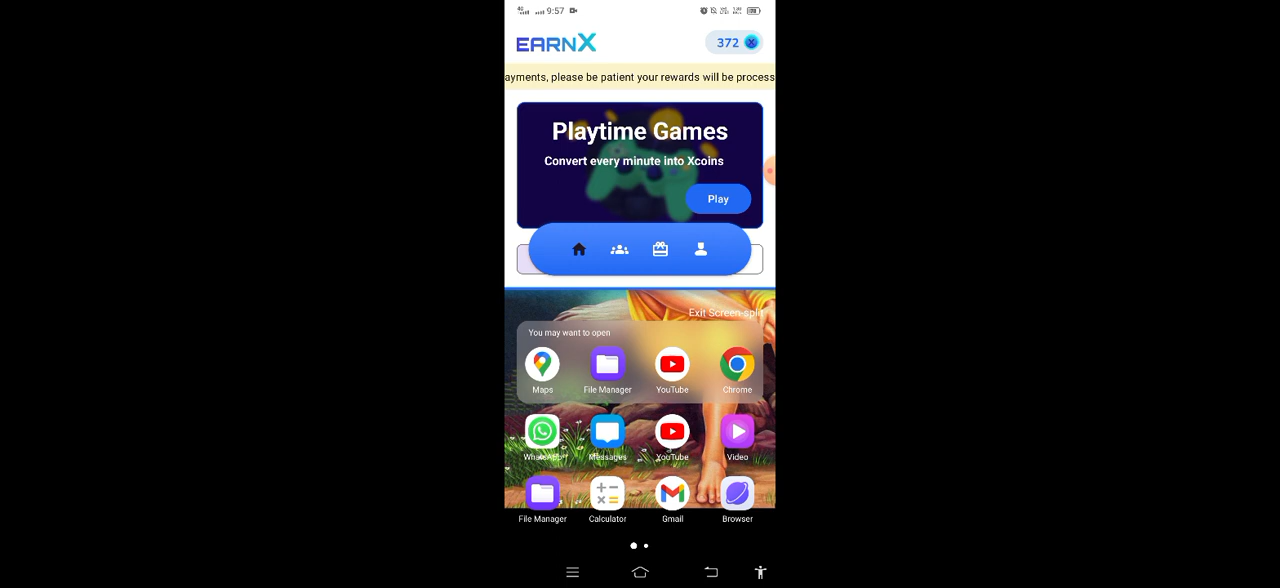 4G 9:57
EARNX
372
ayments, please be patient your rewards will be process
Playtime Games
Convert every minute into Xcoins
Play
Exit Screen-split
You may want to open
Maps File Manager YouTube Chrome
WhatsApp Messages YouTube Video
File Manager Calculator Gmail Browser